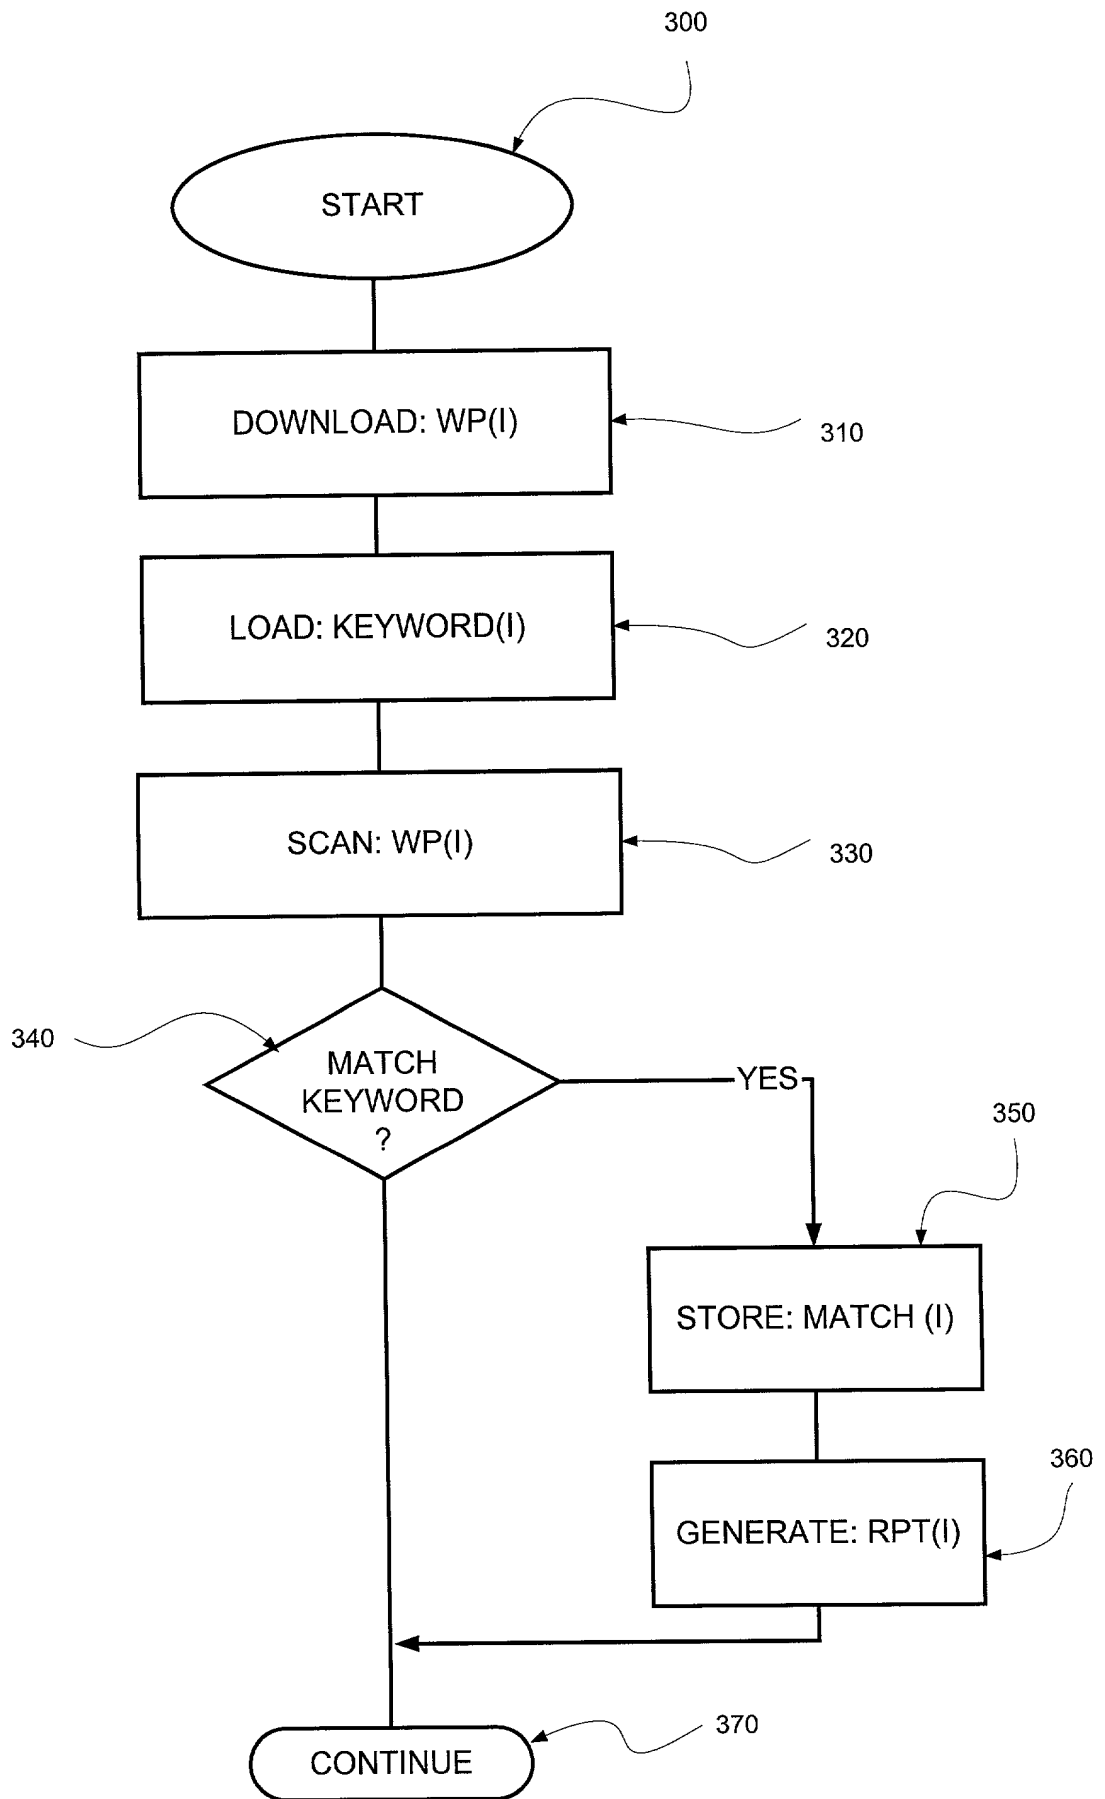 300
START
DOWNLOAD: WP(I)
310
LOAD: KEYWORD(I)
320
SCAN: WP(I)
330
340
MATCH
KEYWORD
?
YES
350
STORE: MATCH (I)
360
GENERATE: RPT(I)
370
CONTINUE